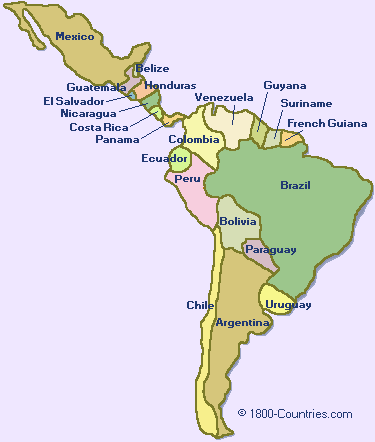 Mexico
Belize
Guatemala
Honduras
El Salvador
Nicaragua
Costa Rica
Panama
Venezuela
Guyana
Suriname
French Guiana
Colombia
Ecuador
Peru
Brazil
Bolivia
Paraguay
Chile
Uruguay
Argentina
© 1800-Countries.com